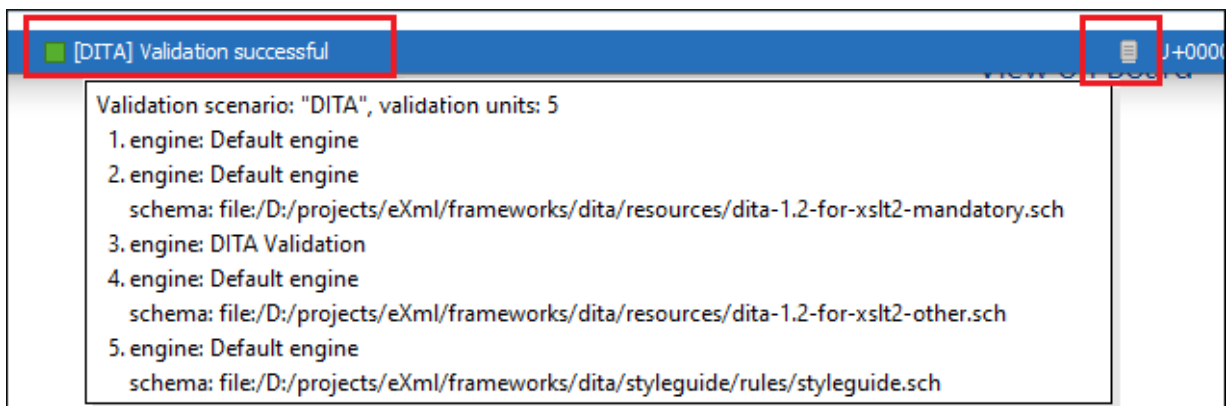 [DITA] Validation successful
U+0000
Validation scenario: "DITA", validation units: 5
1. engine: Default engine
2. engine: Default engine
schema: file:/D:/projects/eXml/frameworks/dita/resources/dita-1.2-for-xslt2-mandatory.sch
3. engine: DITA Validation
4. engine: Default engine
schema: file:/D:/projects/eXml/frameworks/dita/resources/dita-1.2-for-xslt2-other.sch
5. engine: Default engine
schema: file:/D:/projects/eXml/frameworks/dita/styleguide/rules/styleguide.sch